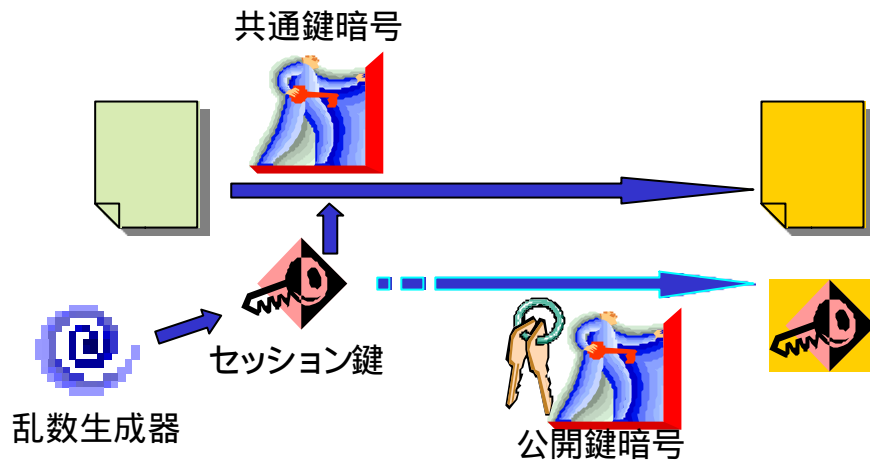 共通鍵暗号
セッション鍵
乱数生成器
公開鍵暗号